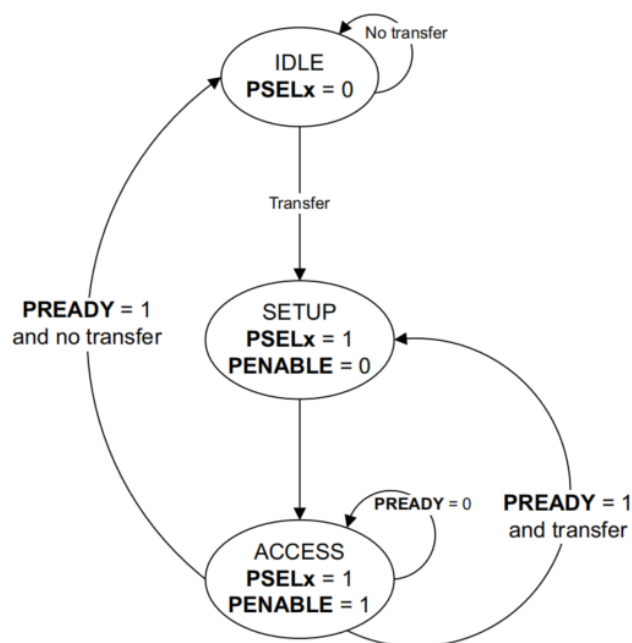 No transfer
IDLE
PSELx = 0
Transfer
SETUP
PSELx = 1
PENABLE = 0
PREADY = 1
and no transfer
PREADY = 0
PREADY = 1
and transfer
ACCESS
PSELx = 1
PENABLE = 1